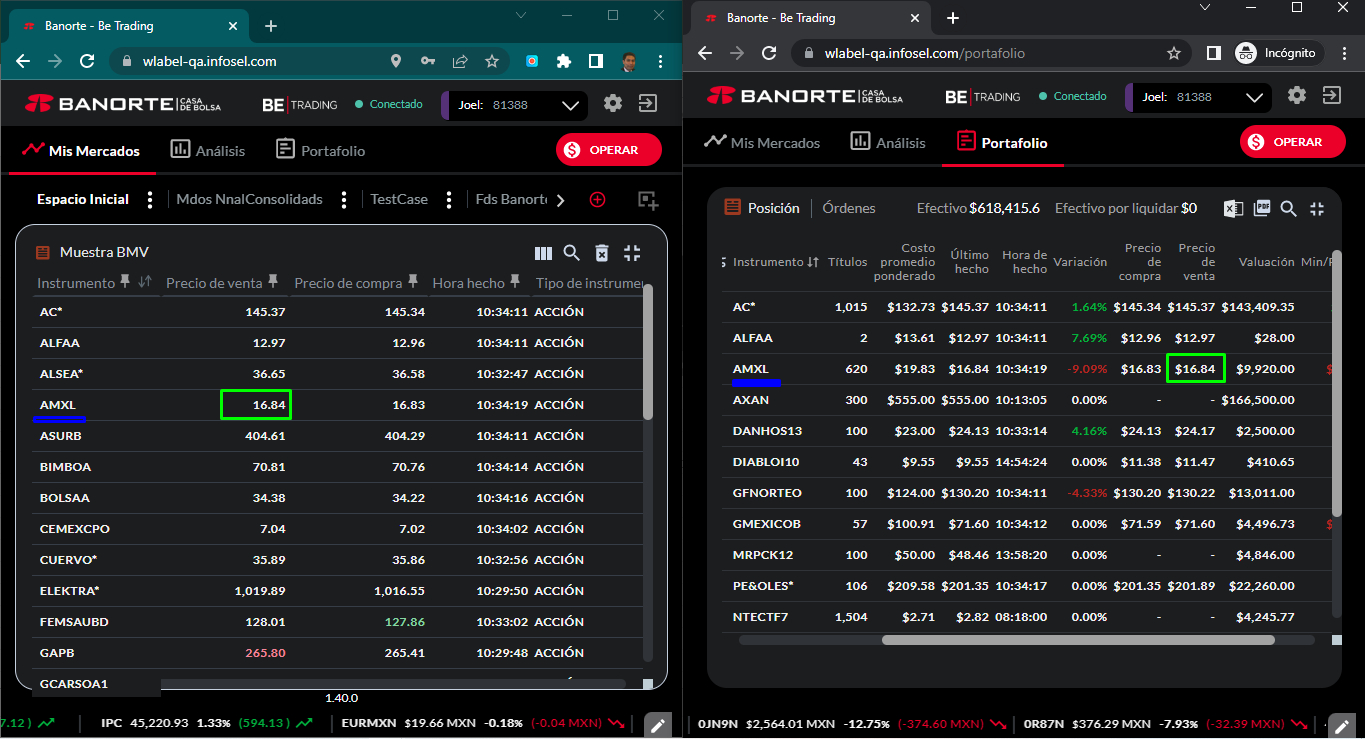 Banorte - Be Trading
wlabel-qa.infosel.com
BANORTE CASA DE BOLSA
BE TRADING
Conectado
Joel: 81388
Mis Mercados
Análisis
Portafolio
OPERAR
Espacio Inicial
Mdos NnalConsolidads
TestCase
Fds Banorte
Muestra BMV
Instrumento Precio de venta Precio de compra Hora hecho Tipo de instrumen
AC* 145.37 145.34 10:34:11 ACCIÓN
ALFAA 12.97 12.96 10:34:11 ACCIÓN
ALSEA* 36.65 36.58 10:32:47 ACCIÓN
AMXL 16.84 16.83 10:34:19 ACCIÓN
ASURB 404.61 404.29 10:34:11 ACCIÓN
BIMBOA 70.81 70.76 10:34:14 ACCIÓN
BOLSAA 34.38 34.22 10:34:16 ACCIÓN
CEMEXCPO 7.04 7.02 10:34:02 ACCIÓN
CUERVO* 35.89 35.86 10:32:56 ACCIÓN
ELEKTRA* 1,019.89 1,016.55 10:29:50 ACCIÓN
FEMSAUBD 128.01 127.86 10:33:02 ACCIÓN
GAPB 265.80 265.41 10:29:48 ACCIÓN
GCARSOA1
1.40.0
7.12 ) IPC 45,220.93 1.33% (594.13 ) EURMXN $19.66 MXN -0.18% (-0.04 MXN)
Banorte - Be Trading
wlabel-qa.infosel.com/portafolio
Incógnito
BANORTE CASA DE BOLSA
BE TRADING
Conectado
Joel: 81388
Mis Mercados
Análisis
Portafolio
OPERAR
Posición Órdenes Efectivo $618,415.6 Efectivo por liquidar $0
Instrumento Títulos Costo promedio ponderado Último hecho Hora de hecho Variación Precio de compra Precio de venta Valuación Min/P
AC* 1,015 $132.73 $145.37 10:34:11 1.64% $145.34 $145.37 $143,409.35
ALFAA 2 $13.61 $12.97 10:34:11 7.69% $12.96 $12.97 $28.00
AMXL 620 $19.83 $16.84 10:34:19 -9.09% $16.83 $16.84 $9,920.00
AXAN 300 $555.00 $555.00 10:13:05 0.00% - - $166,500.00
DANHOS13 100 $23.00 $24.13 10:33:14 4.16% $24.13 $24.17 $2,500.00
DIABLOI10 43 $9.55 $9.55 14:54:24 0.00% $11.38 $11.47 $410.65
GFNORTEO 100 $124.00 $130.20 10:34:11 -4.33% $130.20 $130.22 $13,011.00
GMEXICOB 57 $100.91 $71.60 10:34:12 0.00% $71.59 $71.60 $4,496.73
MRPCK12 100 $50.00 $48.46 13:58:20 0.00% - - $4,846.00
PE&OLES* 106 $209.58 $201.35 10:34:17 0.00% $201.35 $201.89 $22,260.00
NTECTF7 1,504 $2.71 $2.82 08:18:00 0.00% - - $4,245.77
0JN9N $2,564.01 MXN -12.75% (-374.60 MXN) 0R87N $376.29 MXN -7.93% (-32.39 MXN)